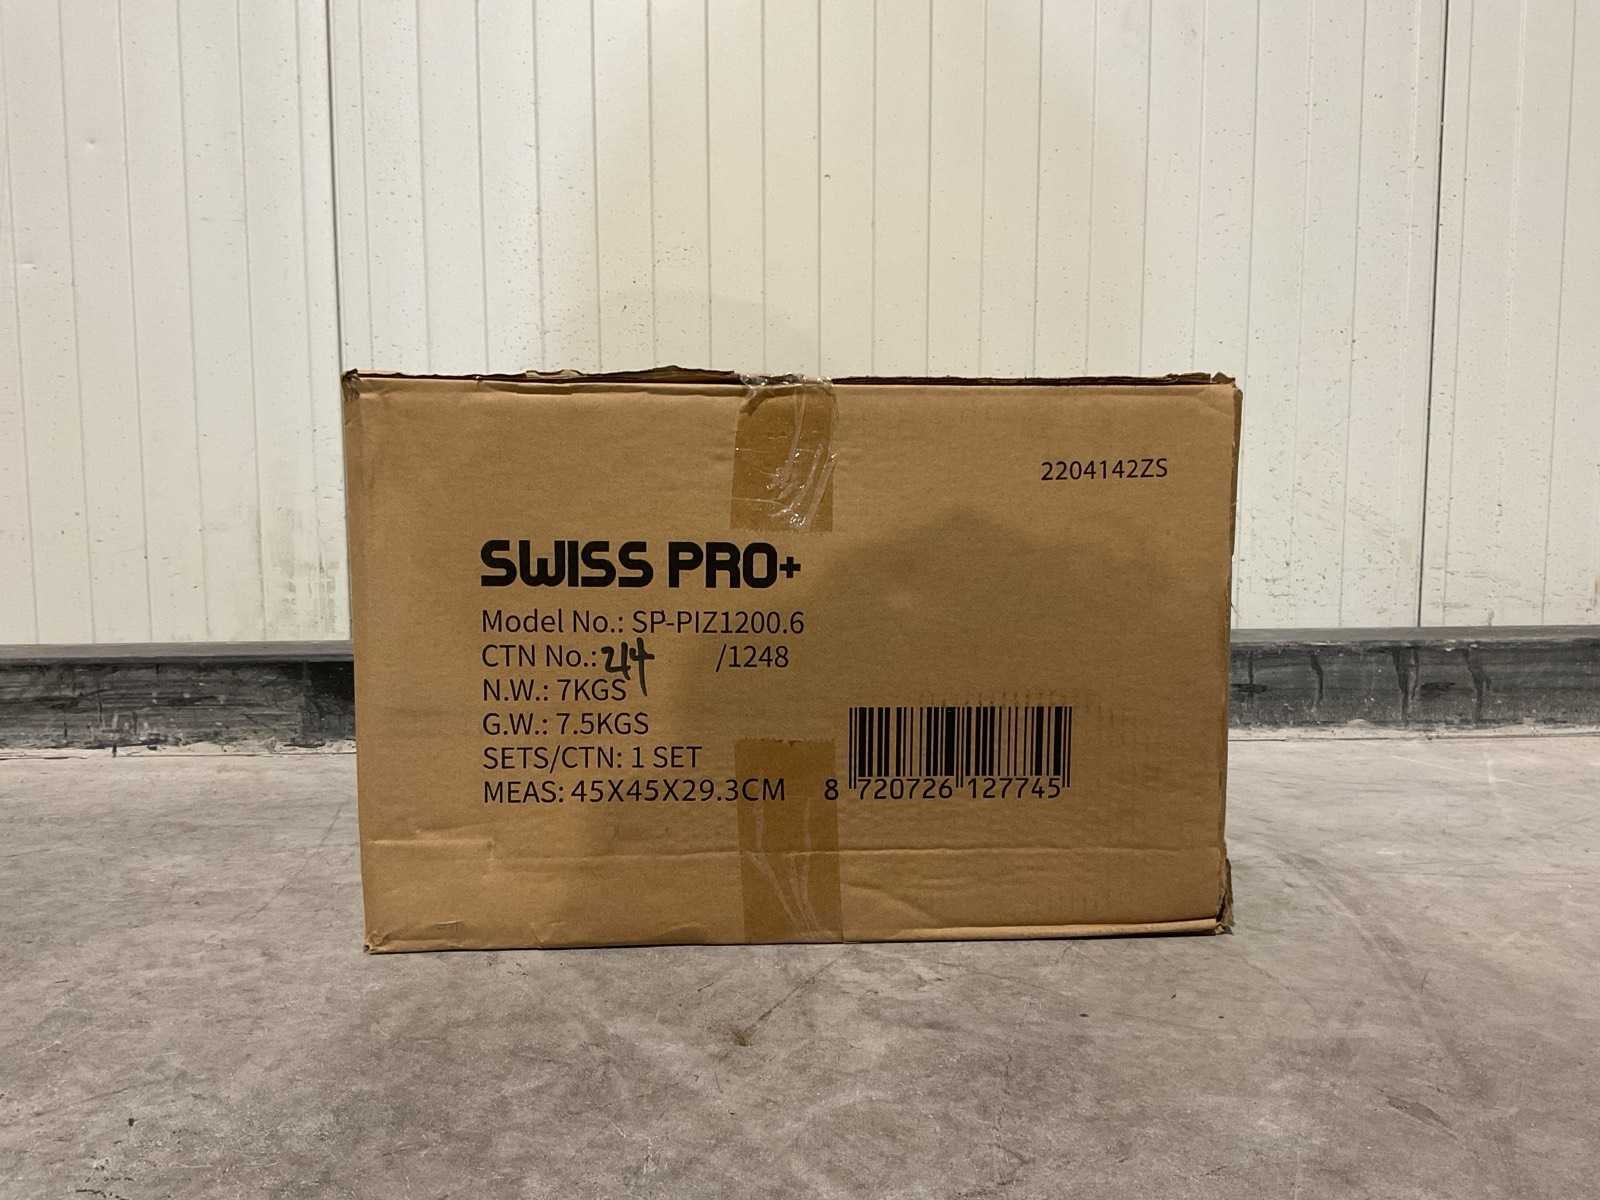 2204142ZS
SWISS PRO+
Model No.: SP-PIZ1200.6
CTN No.: 214 /1248
N.W.: 7KGS
G.W.: 7.5KGS
SETS/CTN: 1 SET
MEAS: 45X45X29.3CM
8 720726 127745